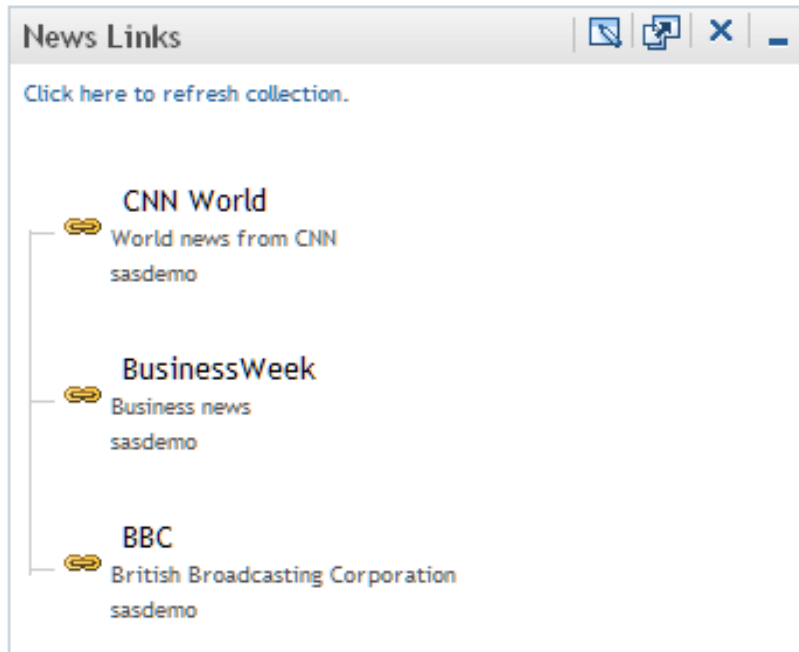 News Links
Click here to refresh collection.
CNN World
World news from CNN
sasdemo
BusinessWeek
Business news
sasdemo
BBC
British Broadcasting Corporation
sasdemo